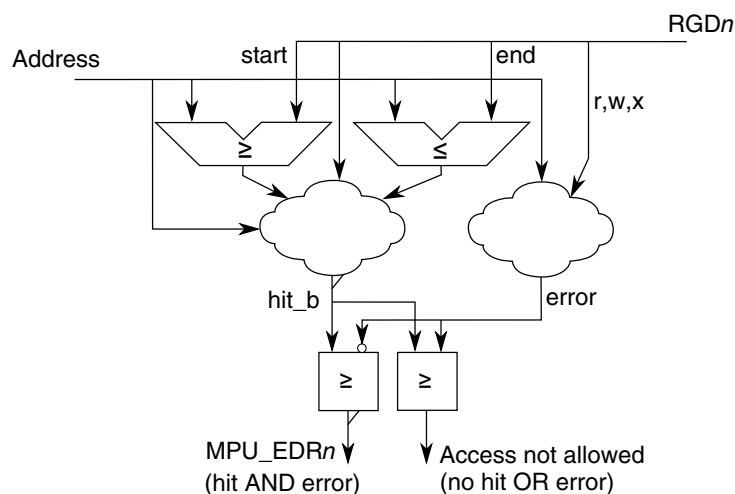 RGDn
Address
start
end
r,w,x
≥
≤
hit_b
error
≥
≥
MPU_EDRn
(hit AND error)
Access not allowed
(no hit OR error)